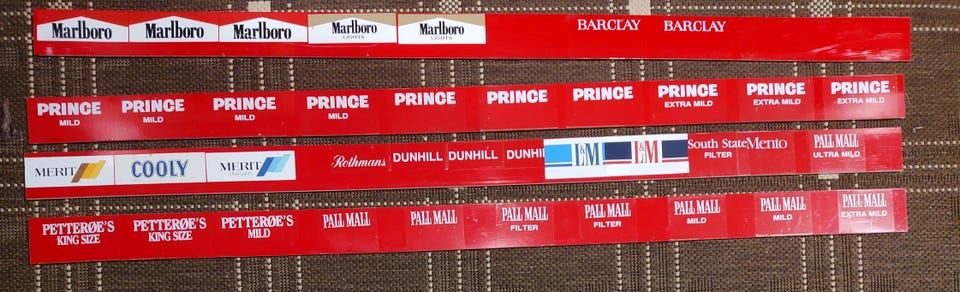 Marlboro Marlboro Marlboro Marlboro Marlboro BARCLAY BARCLAY
LIGHTS LIGHTS
PRINCE PRINCE PRINCE PRINCE PRINCE PRINCE PRINCE PRINCE PRINCE PRINCE
MILD MILD MILD MILD EXTRA MILD EXTRA MILD EXTRA MILD
MERIT COOLY MERIT Rothmans DUNHILL DUNHILL DUNHI L&M L&M South State Mento PALL MALL
FILTER ULTRA MILD
PETTERØE'S PETTERØE'S PETTERØE'S PALL MALL PALL MALL PALL MALL PALL MALL PALL MALL PALL MALL PALL MALL
KING SIZE KING SIZE MILD FILTER FILTER MILD MILD EXTRA MILD